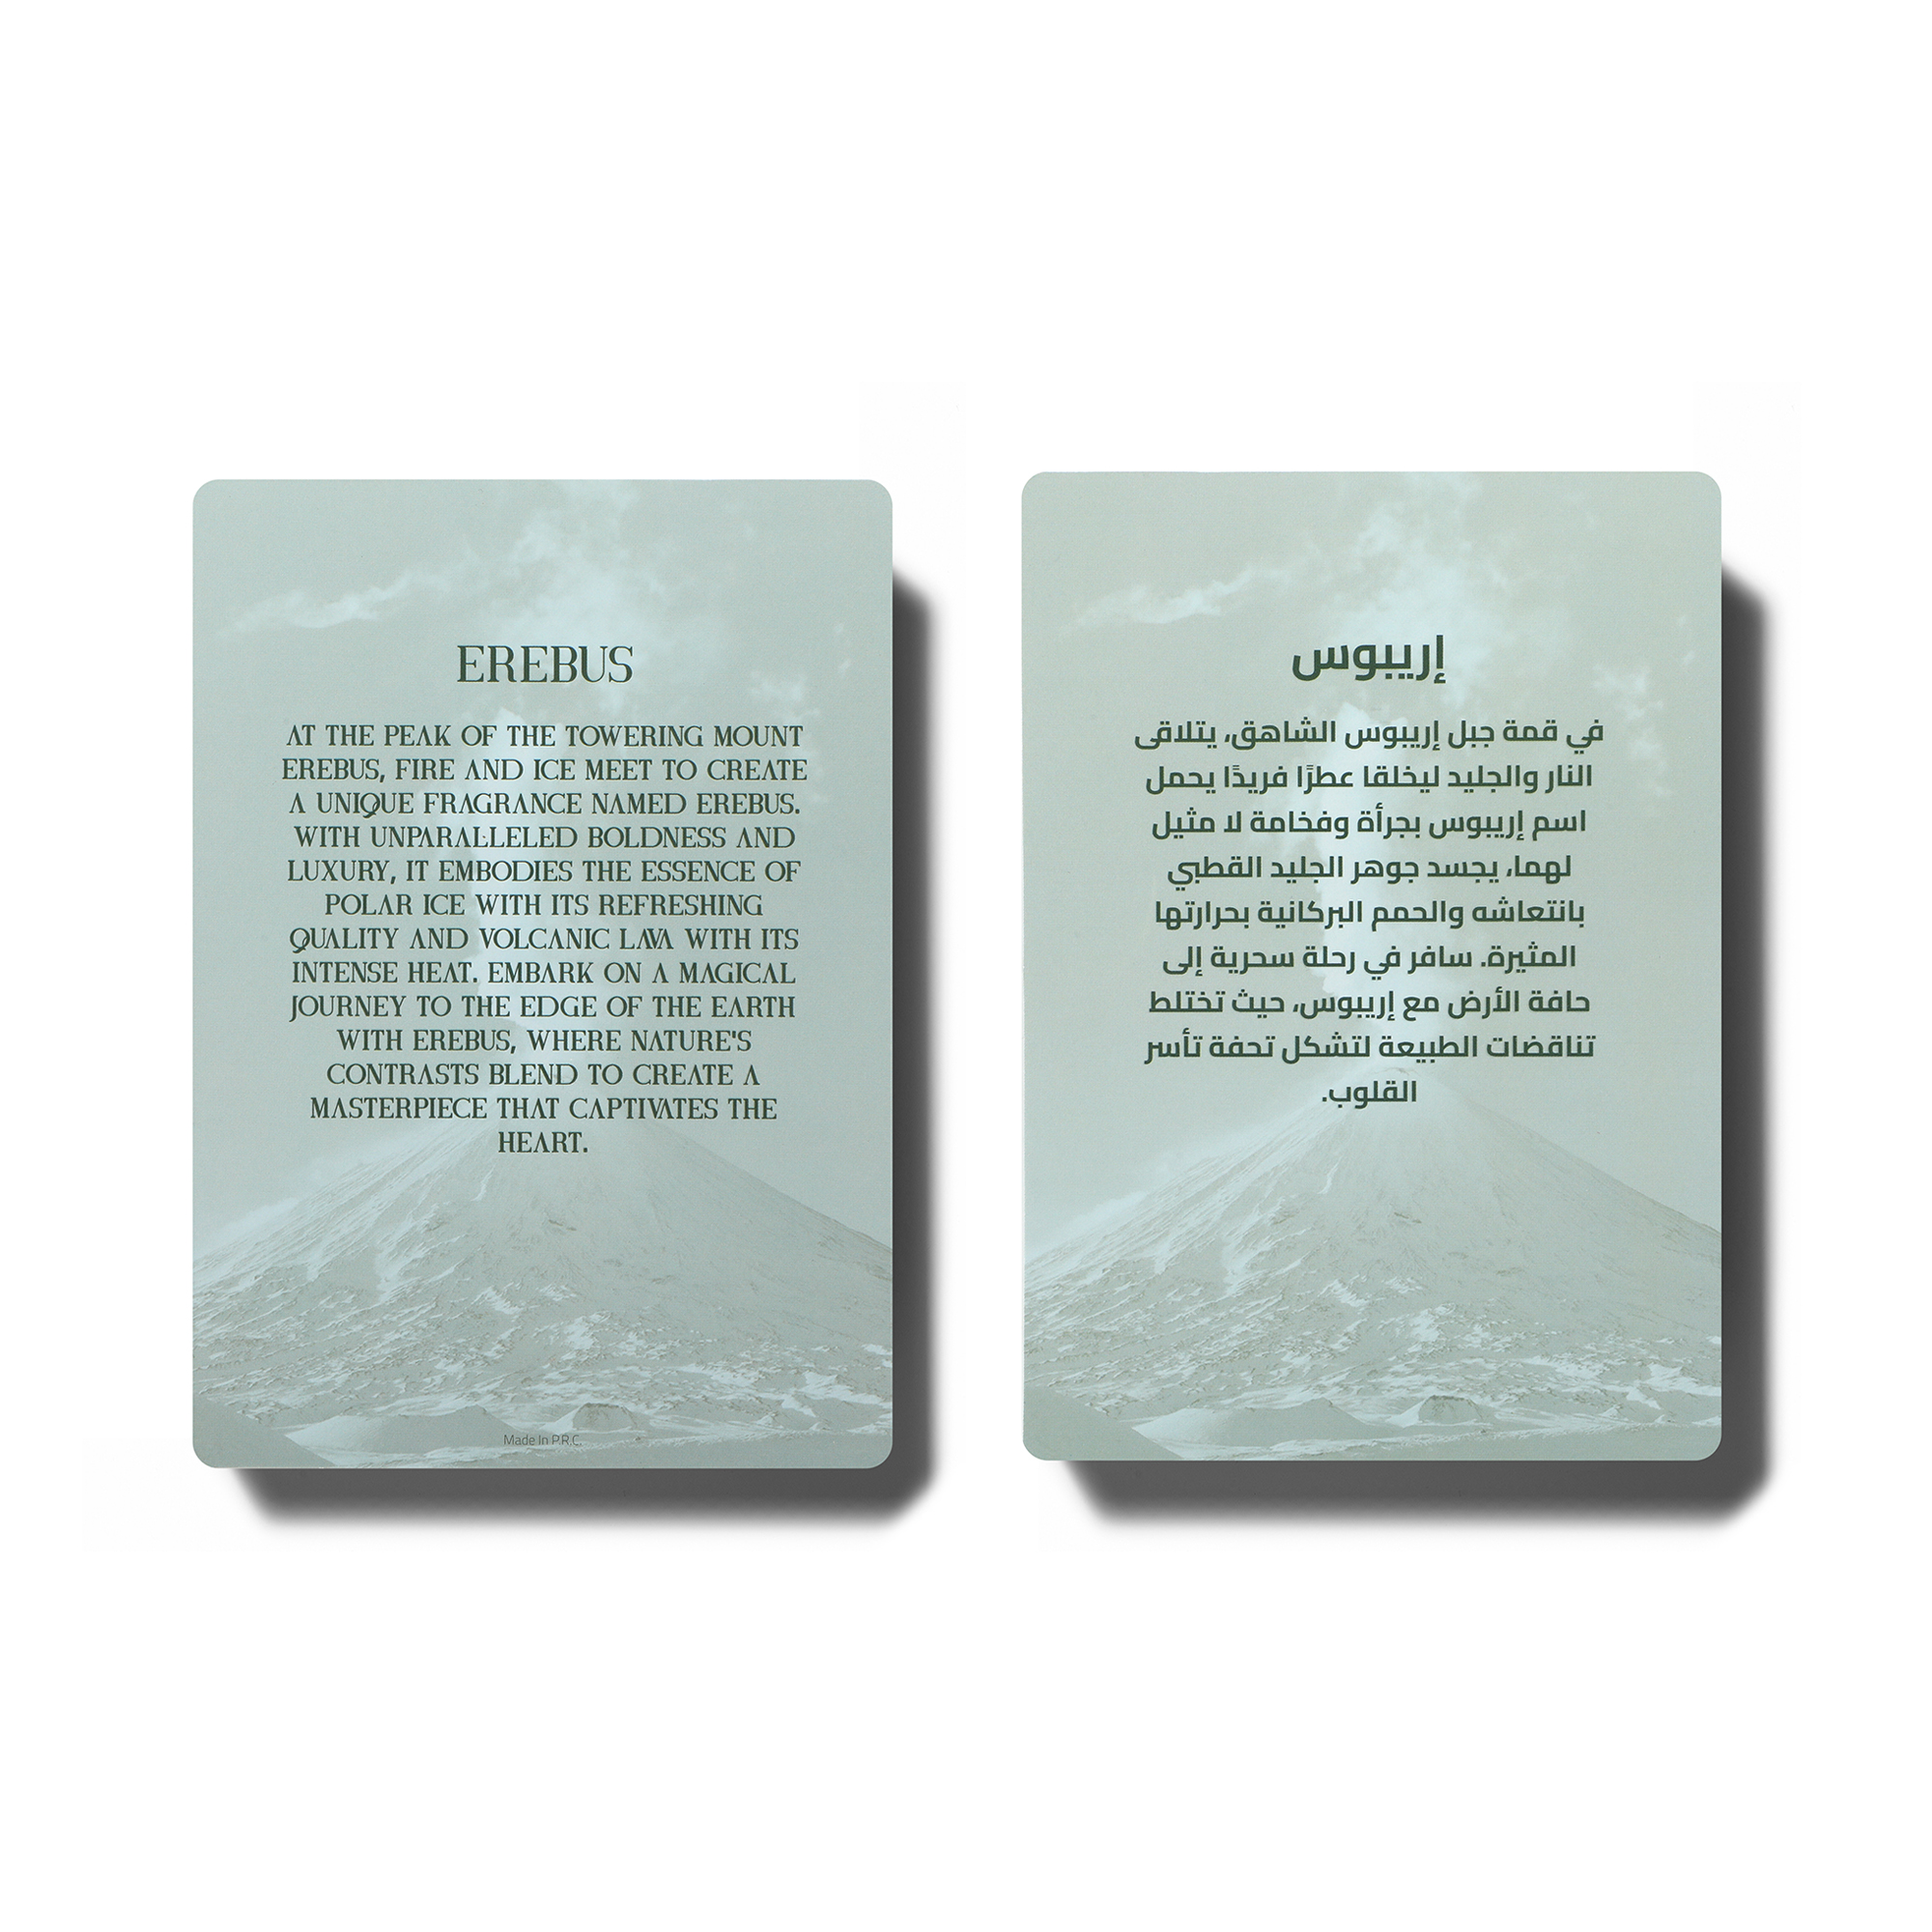 EREBUS
AT THE PEAK OF THE TOWERING MOUNT
EREBUS, FIRE AND ICE MEET TO CREATE
A UNIQUE FRAGRANCE NAMED EREBUS.
WITH UNPARALLELED BOLDNESS AND
LUXURY, IT EMBODIES THE ESSENCE OF
POLAR ICE WITH ITS REFRESHING
QUALITY AND VOLCANIC LAVA WITH ITS
INTENSE HEAT. EMBARK ON A MAGICAL
JOURNEY TO THE EDGE OF THE EARTH
WITH EREBUS, WHERE NATURE'S
CONTRASTS BLEND TO CREATE A
MASTERPIECE THAT CAPTIVATES THE
HEART.
Made In P.R.C.
إريبوس
في قمة جبل إريبوس الشاهق، يتلاقى
النار والجليد ليخلقا عطرًا فريدًا يحمل
اسم إريبوس بجرأة وفخامة لا مثيل
لهما، يجسد جوهر الجليد القطبي
بانتعاشه والحمم البركانية بحرارتها
المثيرة. سافر في رحلة سحرية إلى
حافة الأرض مع إريبوس، حيث تختلط
تناقضات الطبيعة لتشكل تحفة تأسر
القلوب.